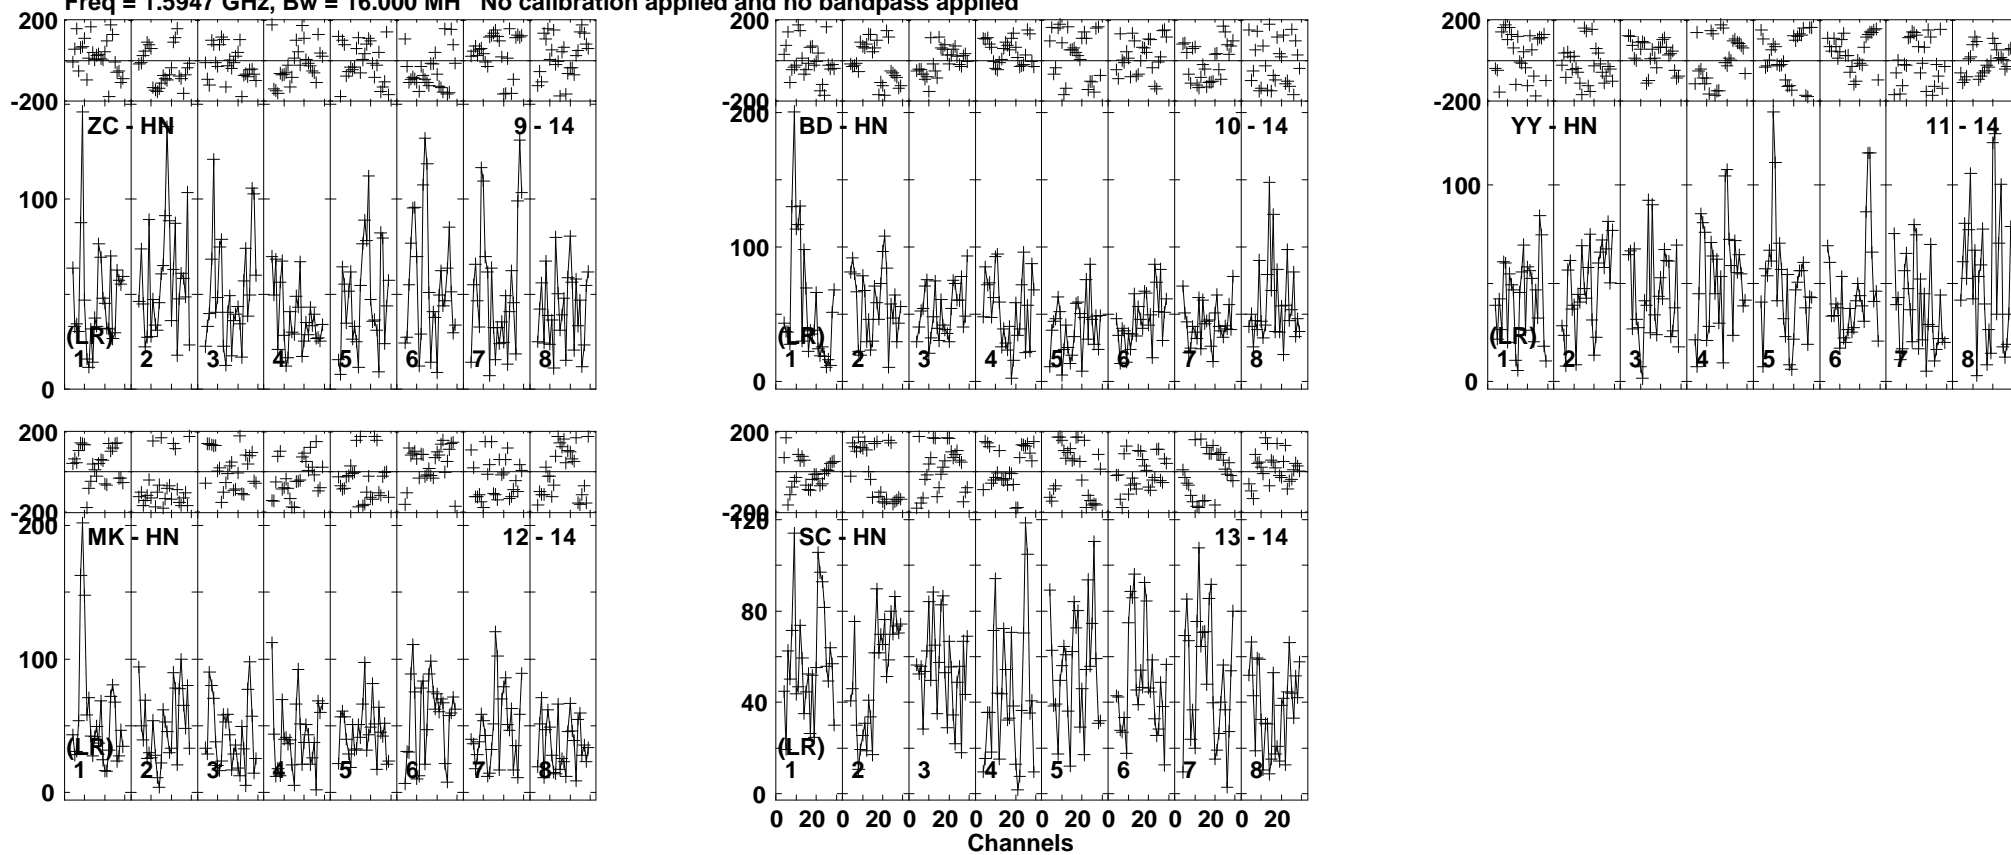 Freq = 1.5947 GHz, Bw = 16.000 MH   No calibration applied and no bandpass applied
200
-200
ZC - HN 9 - 14
100
0
(LR)
1 2 3 4 5 6 7 8
200
-200
200
BD - HN 10 - 14
100
0
(LR)
1 2 3 4 5 6 7 8
200
-200
YY - HN 11 - 14
100
0
(LR)
1 2 3 4 5 6 7 8
200
-200
200
MK - HN 12 - 14
100
0
(LR)
1 2 3 4 5 6 7 8
200
-200
120
SC - HN 13 - 14
80
40
0
(LR)
1 2 3 4 5 6 7 8
0 20 0 20 0 20 0 20 0 20 0 20 0 20 0 20
Channels